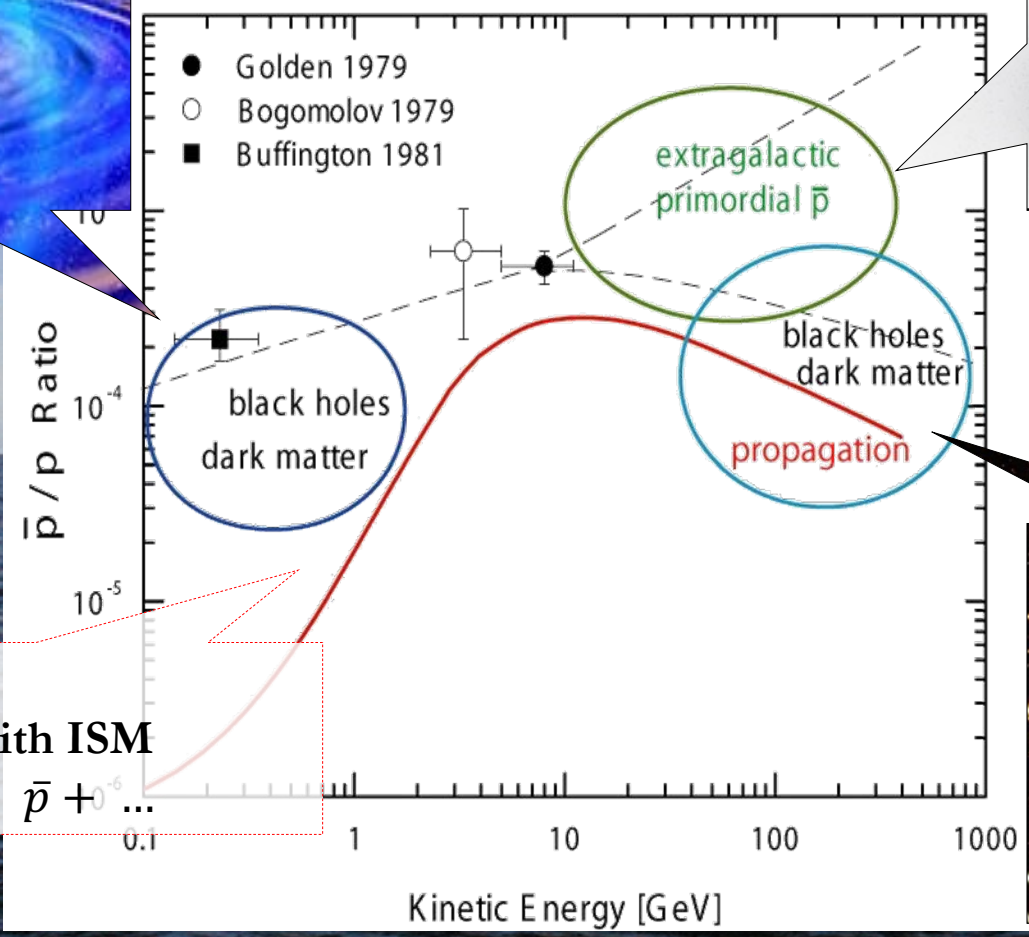 Golden 1979
Bogomolov 1979
Buffington 1981
extragalactic
primordial p̄
black holes
dark matter
black holes
dark matter
propagation
p̄ / p Ratio
10
10⁻⁴
10⁻⁵
⁻⁶
ith ISM
p̄ + ...
0.1 1 10 100 1000
Kinetic Energy [GeV]